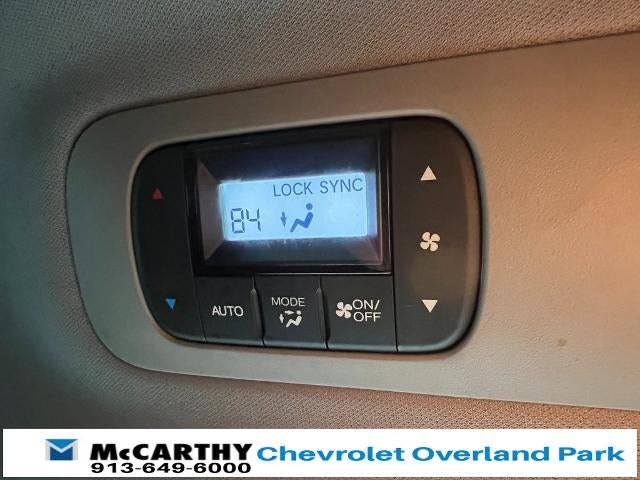 LOCK SYNC
84
AUTO
MODE
ON/
OFF
McCARTHY Chevrolet Overland Park
913-649-6000